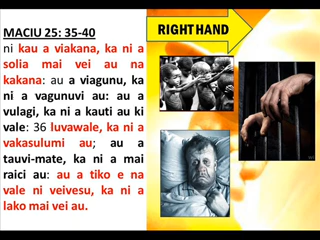 MACIU 25: 35-40
ni kau a viakana, ka ni a
solia mai vei au na
kakana: au a viagunu, ka
ni a vagunuvi au: au a
vulagi, ka ni a kauti au ki
vale: 36 luvawale, ka ni a
vakasulumi au; au a
tauvi-mate, ka ni a mai
raici au: au a tiko e na
vale ni veivesu, ka ni a
lako mai vei au.
RIGHT HAND